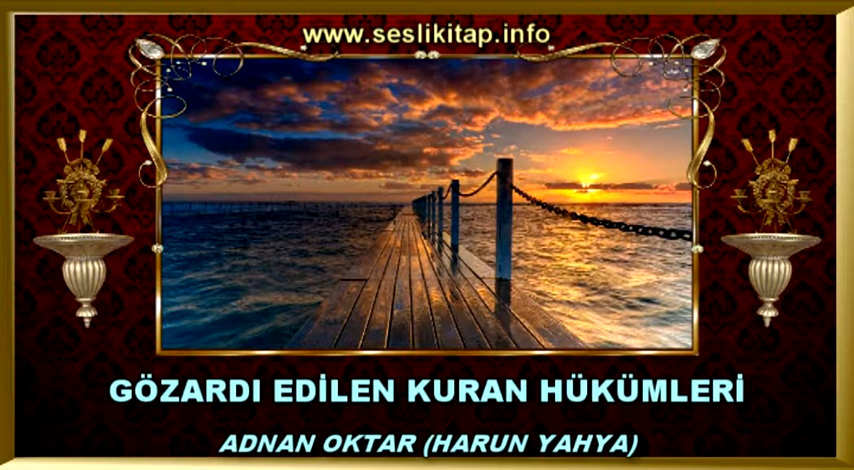 www.seslikitap.info
GÖZARDI EDİLEN KURAN HÜKÜMLERİ
ADNAN OKTAR (HARUN YAHYA)